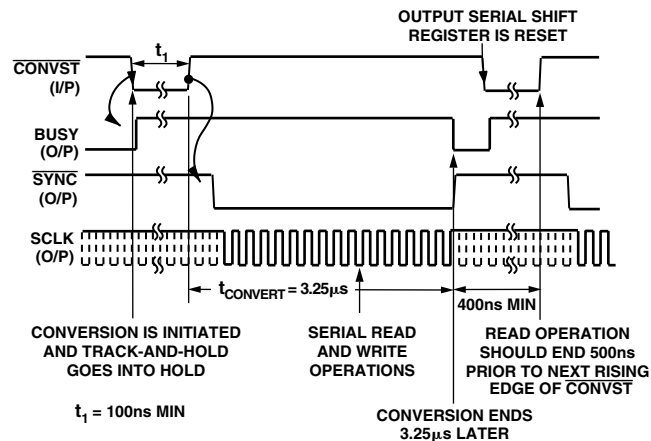 OUTPUT SERIAL SHIFT
REGISTER IS RESET
t1
CONVST
(I/P)
BUSY
(O/P)
SYNC
(O/P)
SCLK
(O/P)
tCONVERT = 3.25μs
400ns MIN
CONVERSION IS INITIATED
AND TRACK-AND-HOLD
GOES INTO HOLD
SERIAL READ
AND WRITE
OPERATIONS
READ OPERATION
SHOULD END 500ns
PRIOR TO NEXT RISING
EDGE OF CONVST
t1 = 100ns MIN
CONVERSION ENDS
3.25μs LATER